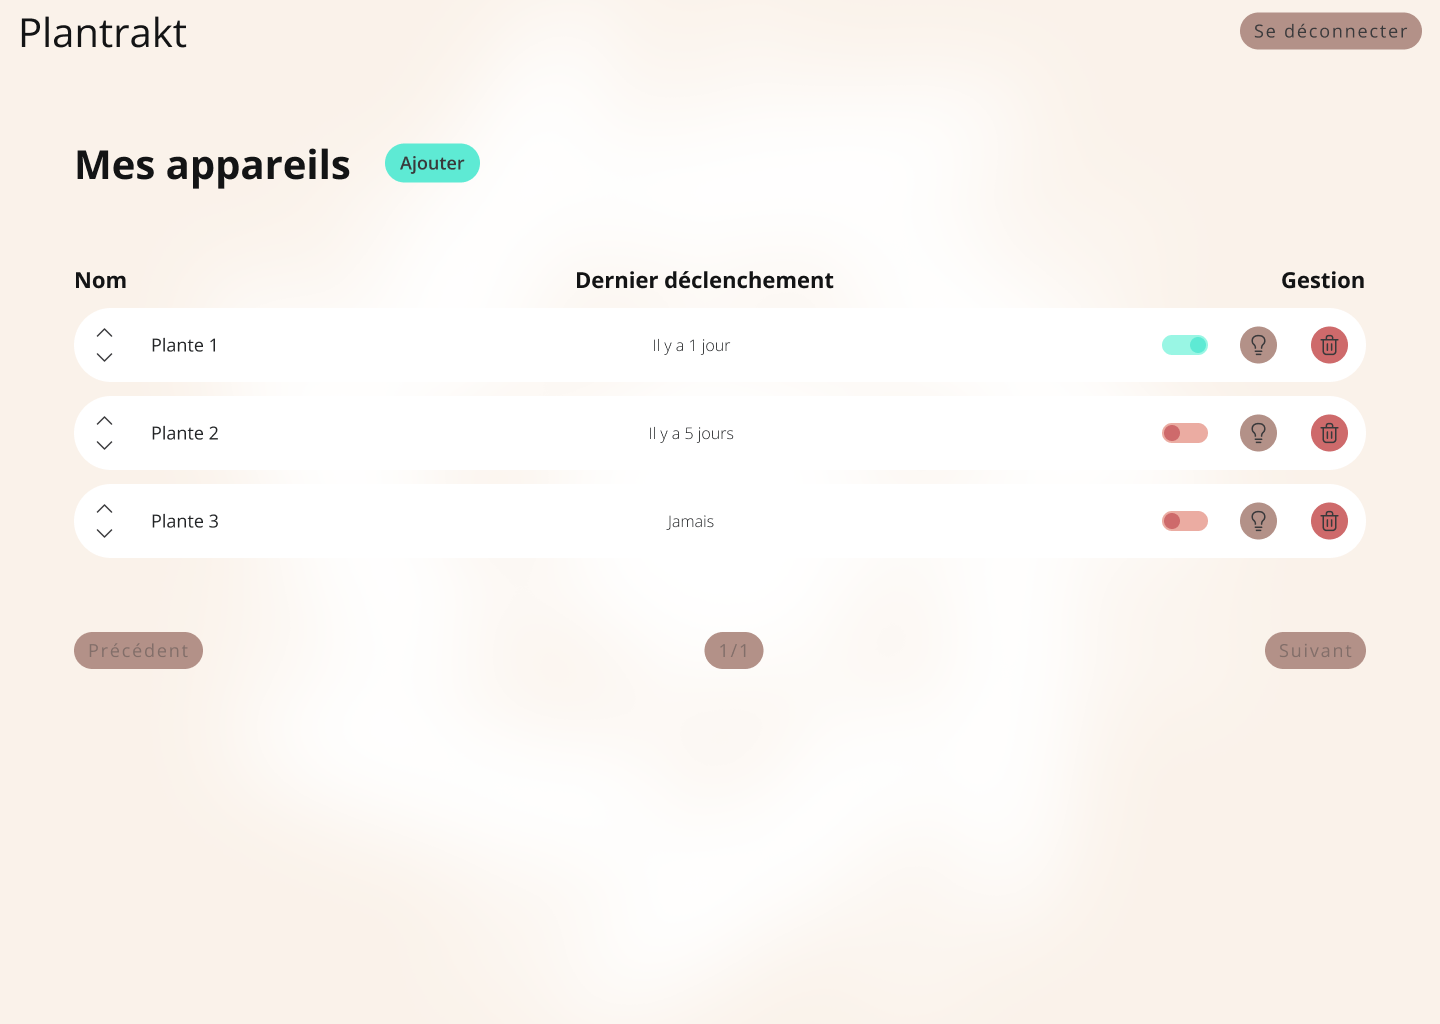 Plantrakt
Se déconnecter
Mes appareils
Ajouter
Nom
Dernier déclenchement
Gestion
Plante 1
Il y a 1 jour
Plante 2
Il y a 5 jours
Plante 3
Jamais
Précédent
1/1
Suivant